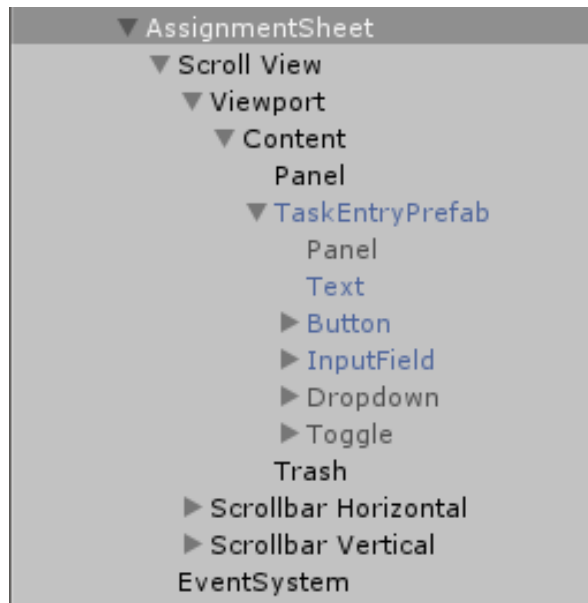 AssignmentSheet
Scroll View
Viewport
Content
Panel
TaskEntryPrefab
Panel
Text
Button
InputField
Dropdown
Toggle
Trash
Scrollbar Horizontal
Scrollbar Vertical
EventSystem